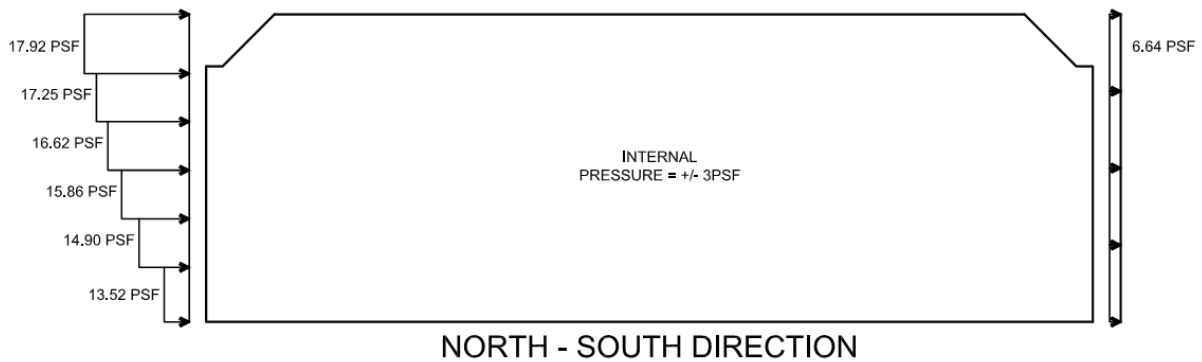 17.92 PSF
6.64 PSF
17.25 PSF
16.62 PSF
INTERNAL
PRESSURE = +/- 3PSF
15.86 PSF
14.90 PSF
13.52 PSF
NORTH - SOUTH DIRECTION